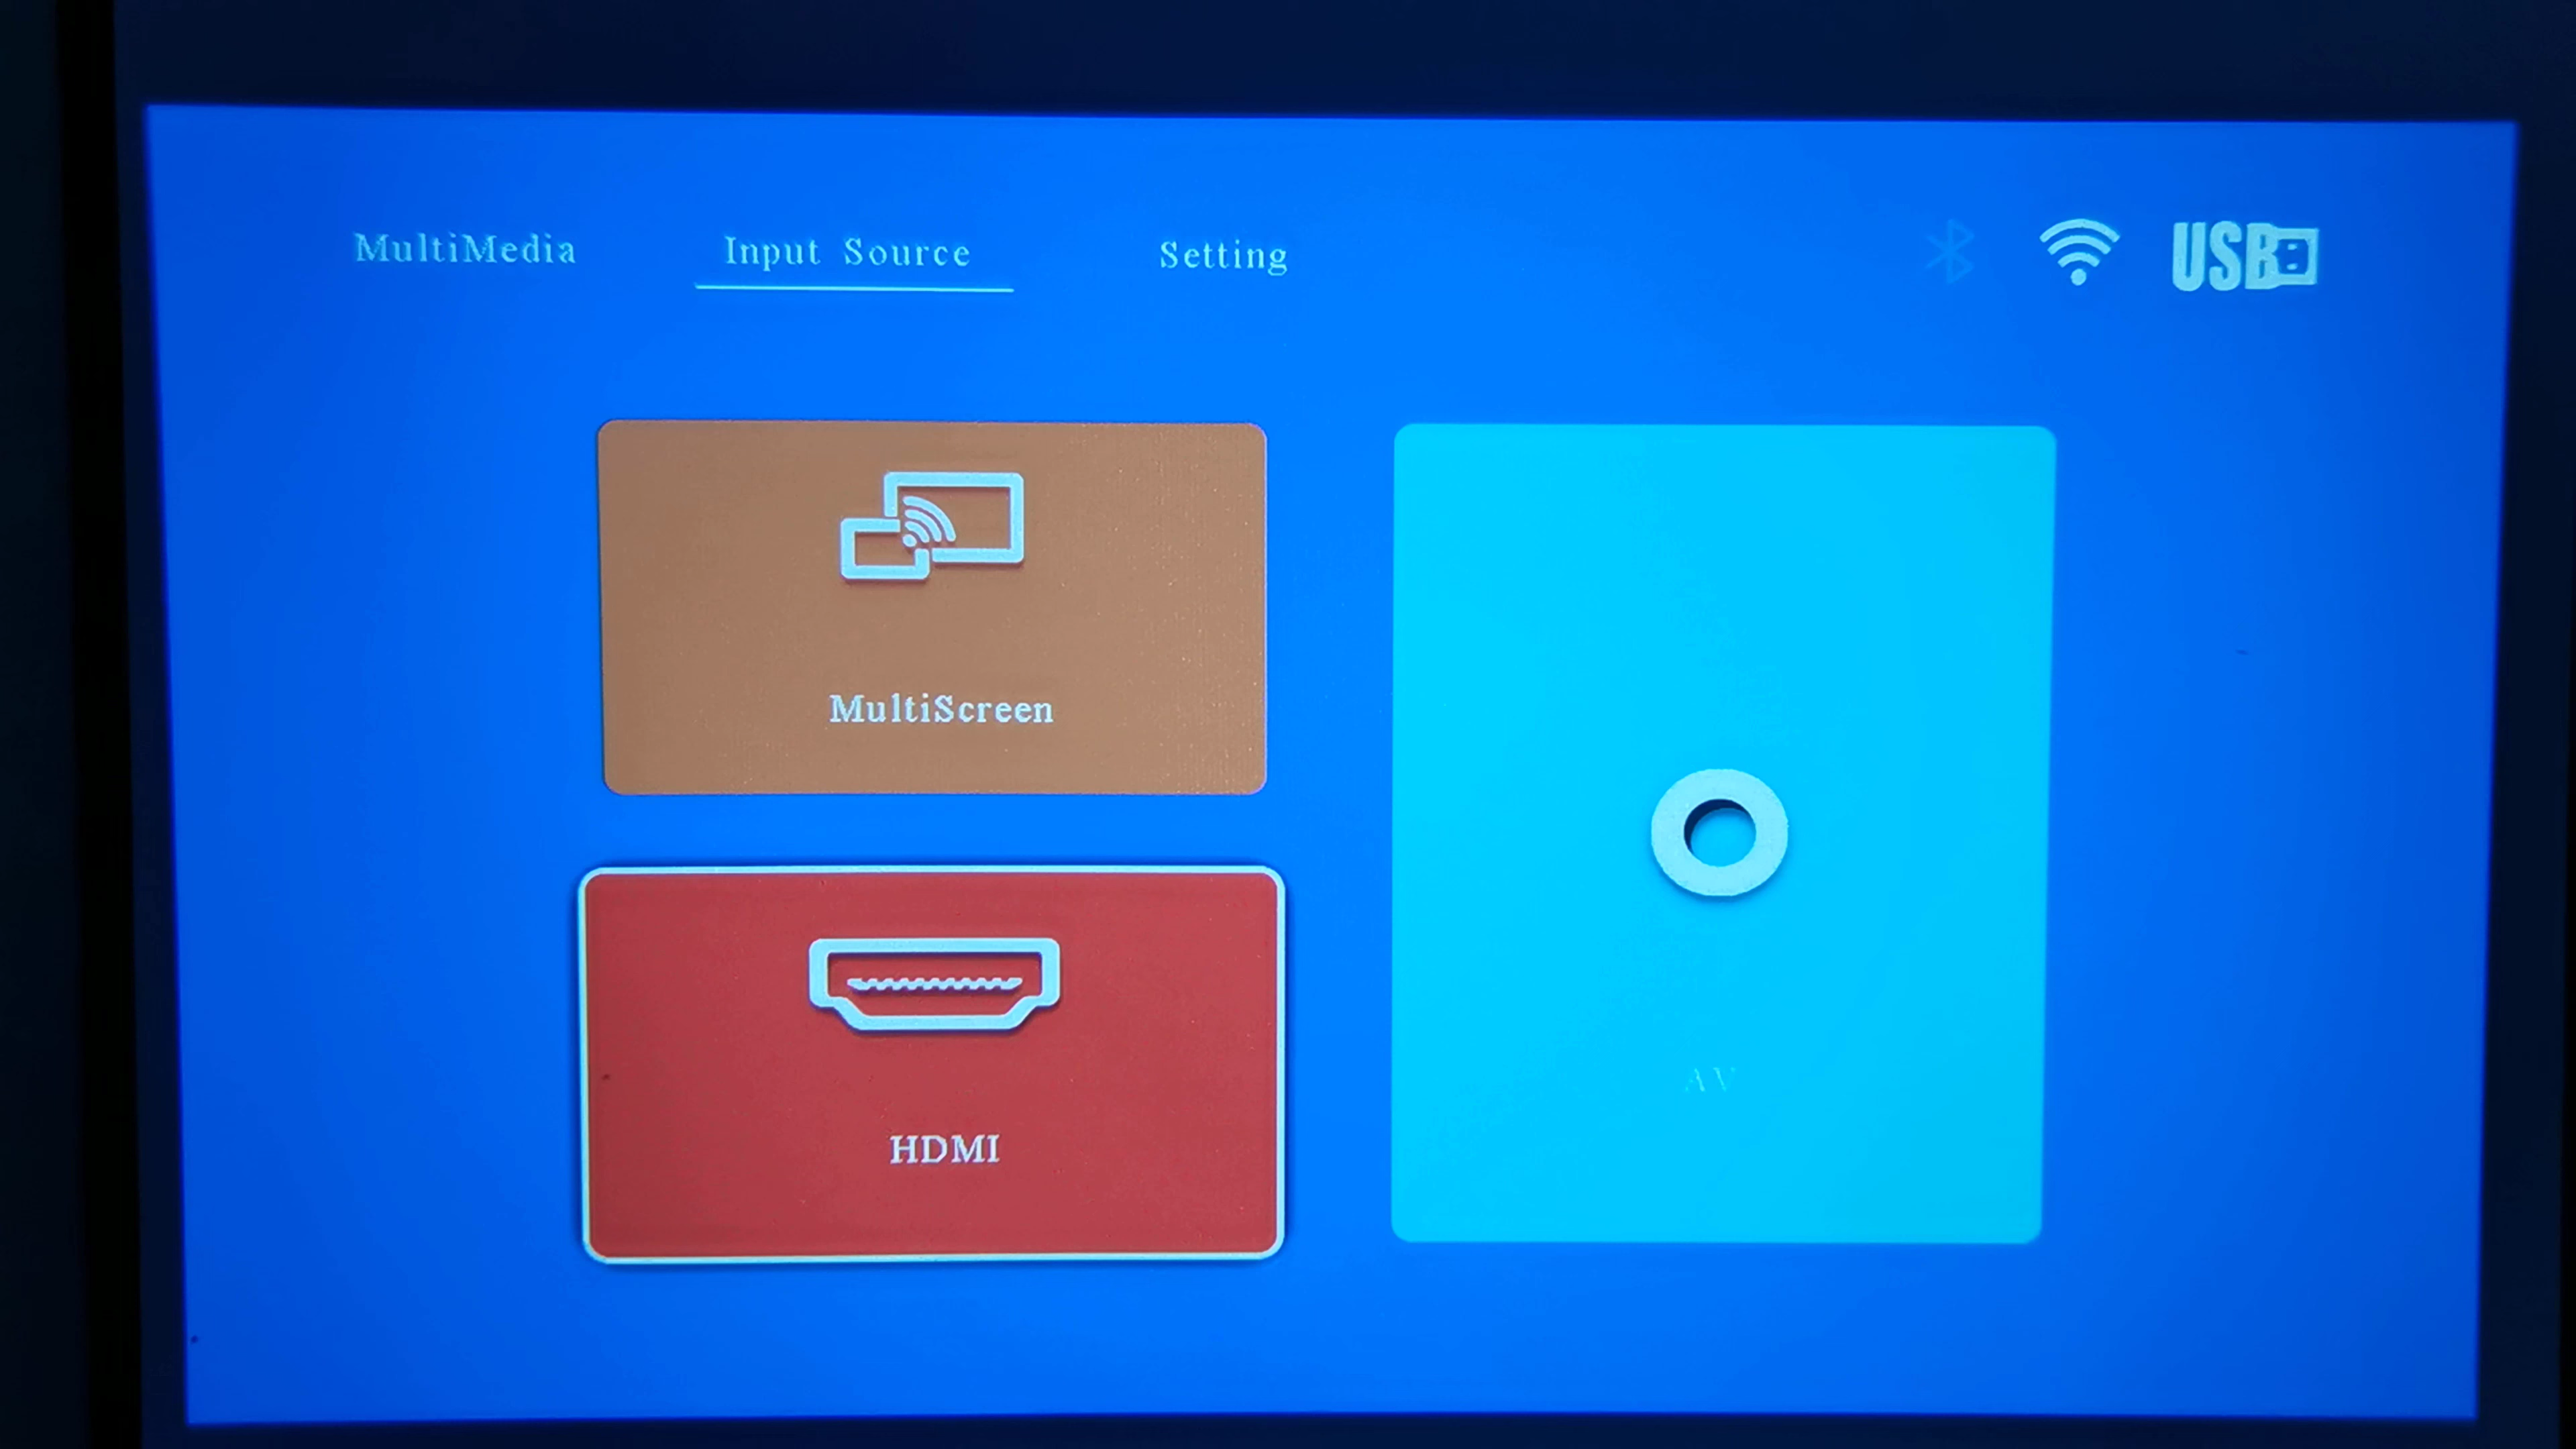 MultiMedia
Input Source
Setting
USB
MultiScreen
HDMI
AV